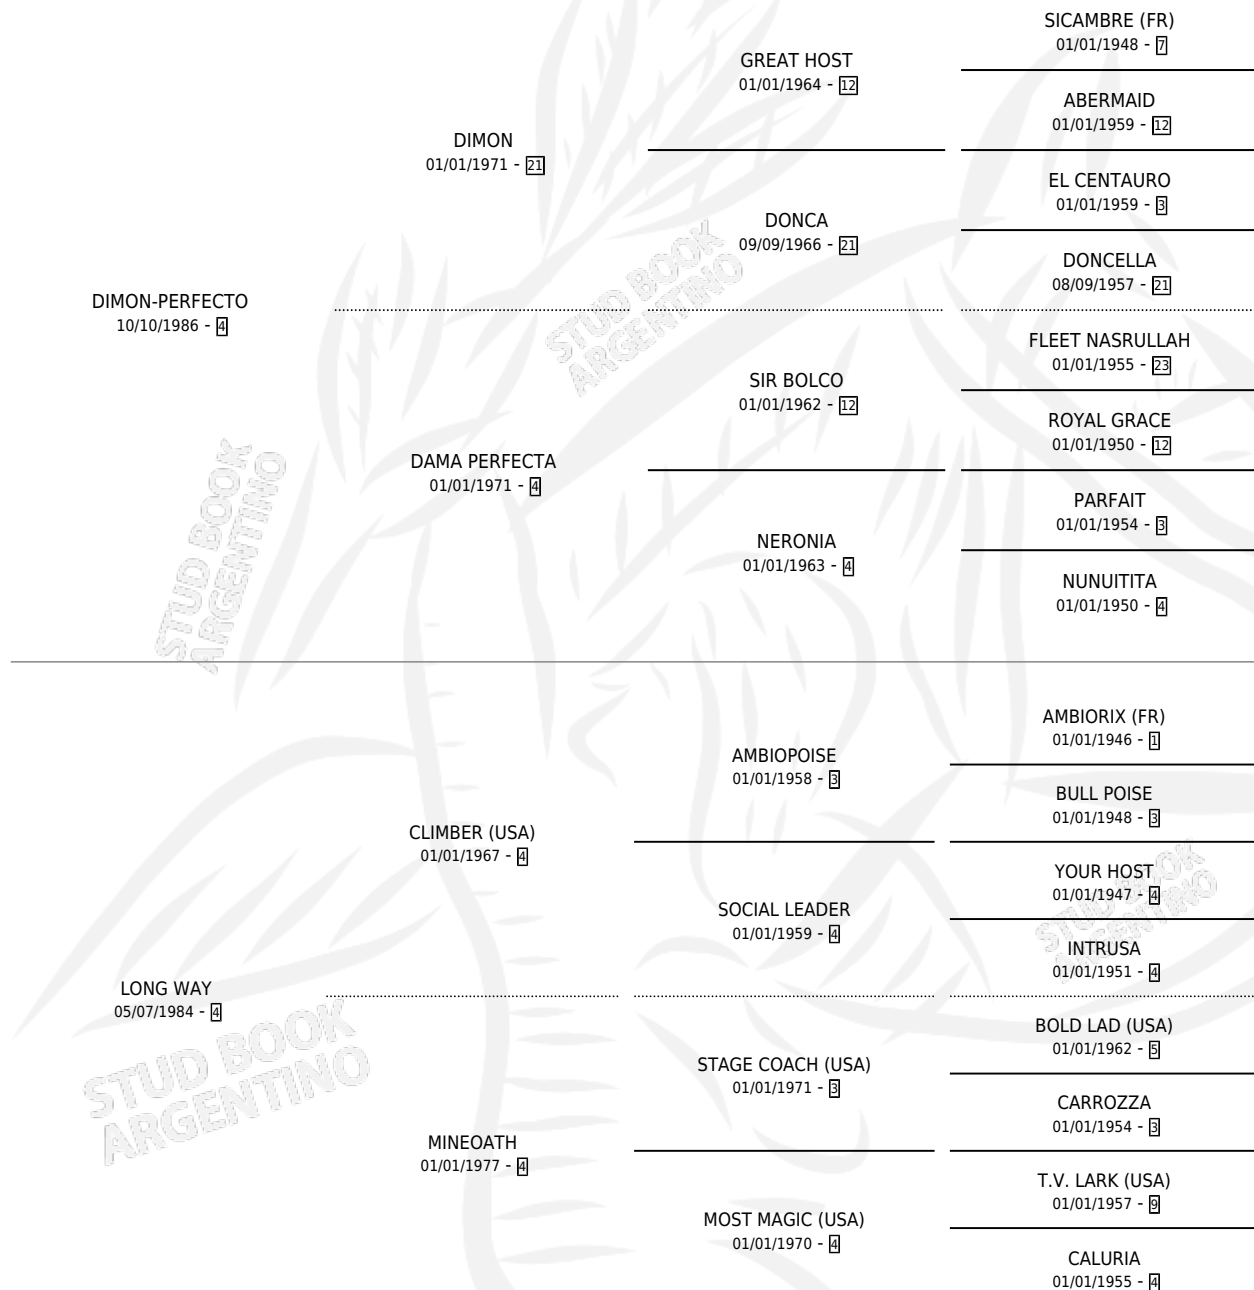 SICAMBRE (FR)
01/01/1948 - 7
GREAT HOST
01/01/1964 - 12
ABERMAID
01/01/1959 - 12
DIMON
01/01/1971 - 21
EL CENTAURO
01/01/1959 - 3
DONCA
09/09/1966 - 21
DONCELLA
08/09/1957 - 21
DIMON-PERFECTO
10/10/1986 - 4
FLEET NASRULLAH
01/01/1955 - 23
SIR BOLCO
01/01/1962 - 12
ROYAL GRACE
01/01/1950 - 12
DAMA PERFECTA
01/01/1971 - 4
PARFAIT
01/01/1954 - 3
NERONIA
01/01/1963 - 4
NUNUITITA
01/01/1950 - 4
AMBIORIX (FR)
01/01/1946 - 1
AMBIOPOISE
01/01/1958 - 3
BULL POISE
01/01/1948 - 3
CLIMBER (USA)
01/01/1967 - 4
YOUR HOST
01/01/1947 - 4
SOCIAL LEADER
01/01/1959 - 4
INTRUSA
01/01/1951 - 4
LONG WAY
05/07/1984 - 4
BOLD LAD (USA)
01/01/1962 - 5
STAGE COACH (USA)
01/01/1971 - 3
CARROZZA
01/01/1954 - 3
MINEOATH
01/01/1977 - 4
T.V. LARK (USA)
01/01/1957 - 9
MOST MAGIC (USA)
01/01/1970 - 4
CALURIA
01/01/1955 - 4
STUD BOOK
ARGENTINO
STUD BOOK
ARGENTINO
STUD BOOK
ARGENTINO
STUD BOOK
ARGENTINO